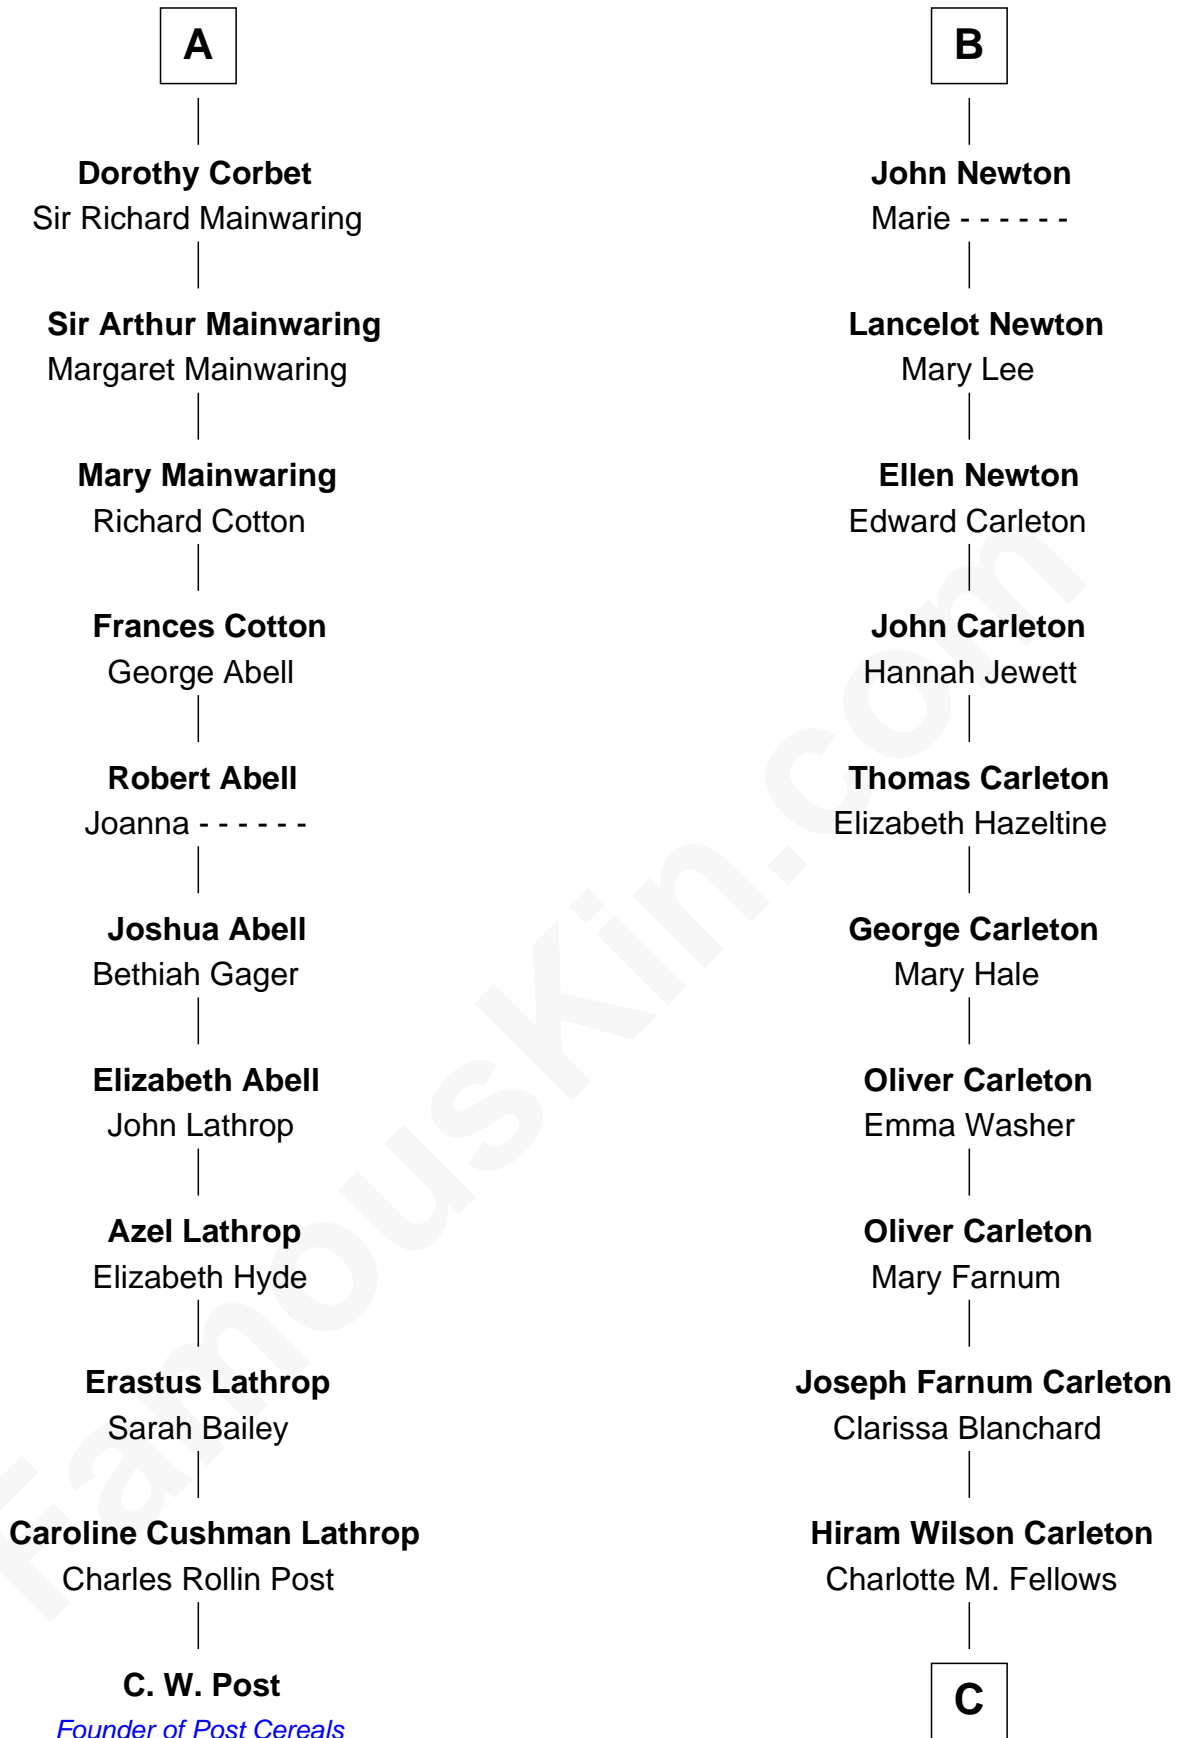 A
Dorothy Corbet
Sir Richard Mainwaring
Sir Arthur Mainwaring
Margaret Mainwaring
Mary Mainwaring
Richard Cotton
Frances Cotton
George Abell
Robert Abell
Joanna - - - - - -
Joshua Abell
Bethiah Gager
Elizabeth Abell
John Lathrop
Azel Lathrop
Elizabeth Hyde
Erastus Lathrop
Sarah Bailey
Caroline Cushman Lathrop
Charles Rollin Post
C. W. Post
Founder of Post Cereals
B
John Newton
Marie - - - - - -
Lancelot Newton
Mary Lee
Ellen Newton
Edward Carleton
John Carleton
Hannah Jewett
Thomas Carleton
Elizabeth Hazeltine
George Carleton
Mary Hale
Oliver Carleton
Emma Washer
Oliver Carleton
Mary Farnum
Joseph Farnum Carleton
Clarissa Blanchard
Hiram Wilson Carleton
Charlotte M. Fellows
C
FamousKin.com